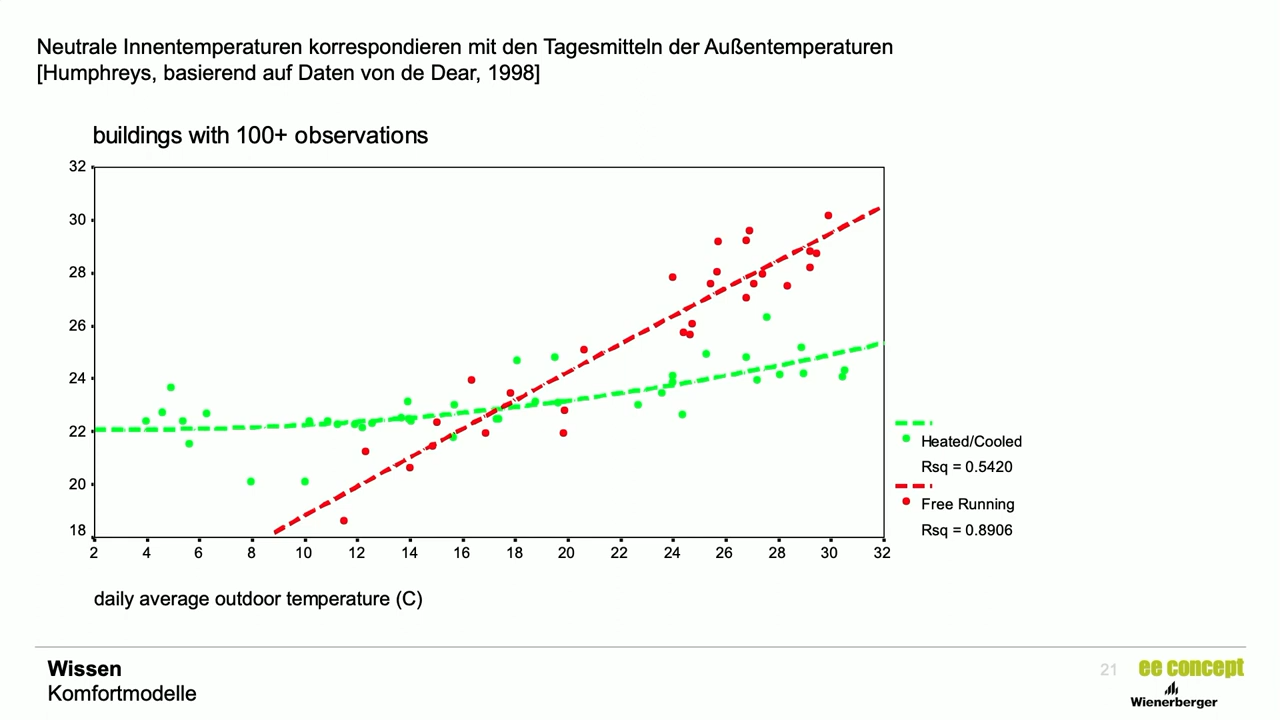 Neutrale Innentemperaturen korrespondieren mit den Tagesmitteln der Außentemperaturen
[Humphreys, basierend auf Daten von de Dear, 1998]
buildings with 100+ observations
32
30
28
26
24
22
20
18
2 4 6 8 10 12 14 16 18 20 22 24 26 28 30 32
daily average outdoor temperature (C)
Heated/Cooled
Rsq = 0.5420
Free Running
Rsq = 0.8906
Wissen
Komfortmodelle
21
ee concept
Wienerberger